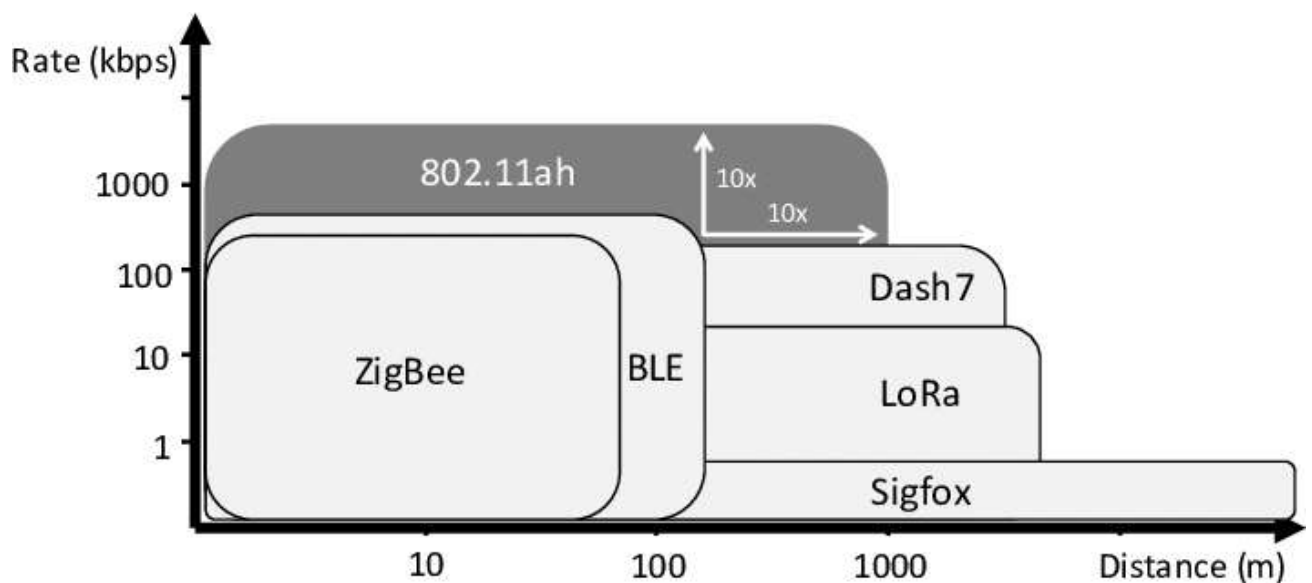 Rate (kbps)
802.11ah
10x
10x
1000
100
10
1
Dash7
ZigBee
BLE
LoRa
Sigfox
10
100
1000
Distance (m)